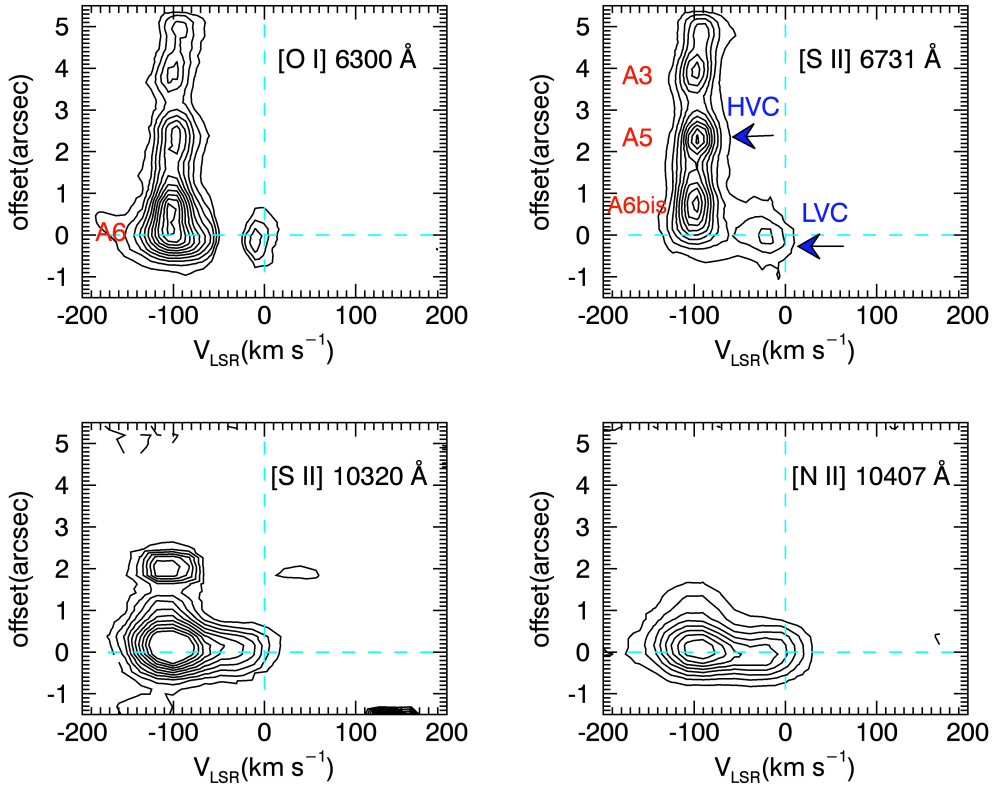 [O I] 6300 Å
A6
5
4
3
2
1
0
-1
offset(arcsec)
-200 -100 0 100 200
V_LSR(km s⁻¹)
[S II] 6731 Å
A3
HVC
A5
A6bis
LVC
5
4
3
2
1
0
-1
offset(arcsec)
-200 -100 0 100 200
V_LSR(km s⁻¹)
[S II] 10320 Å
5
4
3
2
1
0
-1
offset(arcsec)
-200 -100 0 100 200
V_LSR(km s⁻¹)
[N II] 10407 Å
5
4
3
2
1
0
-1
offset(arcsec)
-200 -100 0 100 200
V_LSR(km s⁻¹)